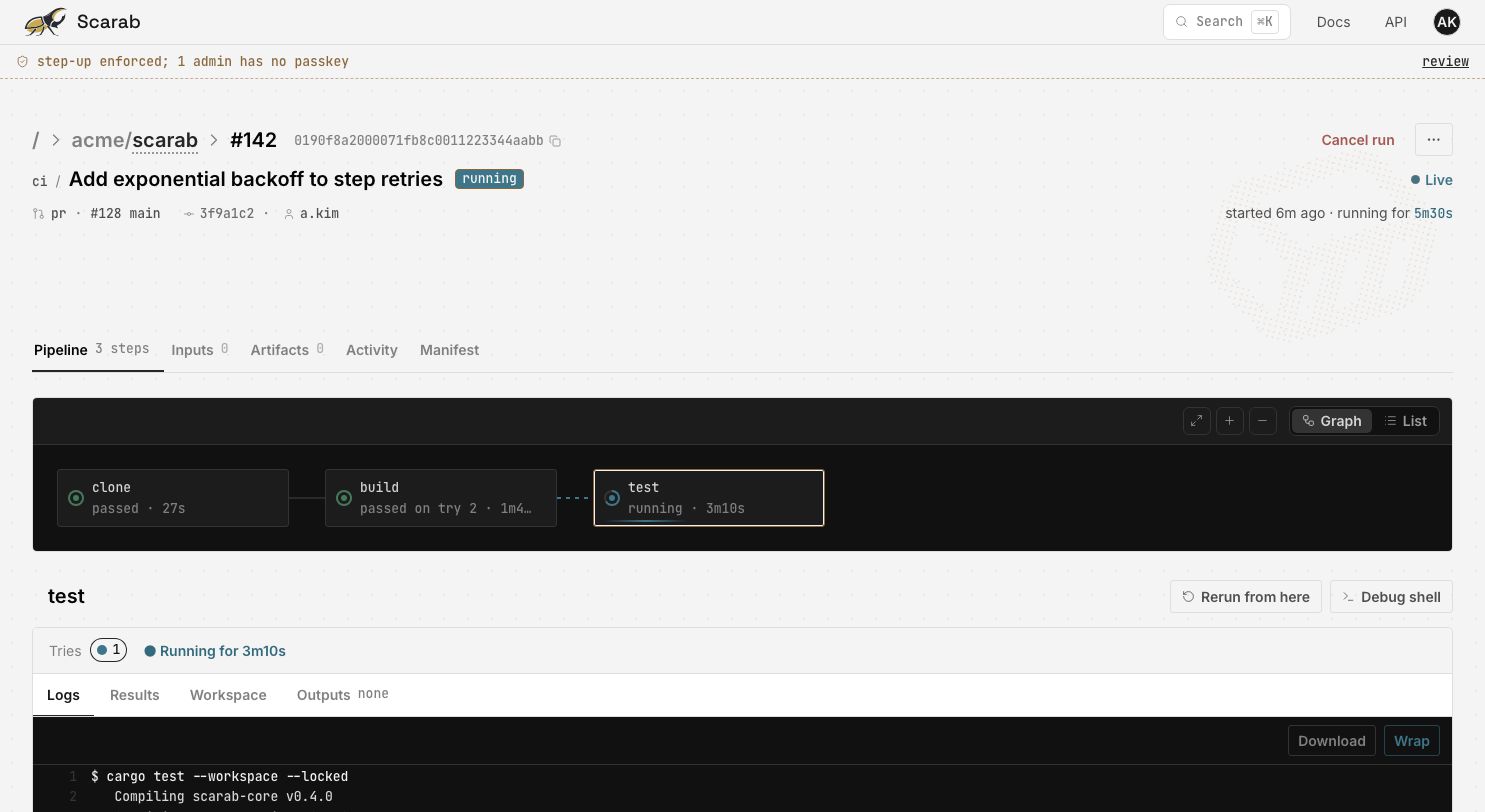 Scarab
Search ⌘K
Docs
API
AK
step-up enforced; 1 admin has no passkey
review
/ > acme/scarab > #142 0190f8a2000071fb8c0011223344aabb
Cancel run
...
ci / Add exponential backoff to step retries running
Live
pr · #128 main 3f9a1c2 · a.kim
started 6m ago · running for 5m30s
Pipeline 3 steps
Inputs 0
Artifacts 0
Activity
Manifest
Graph
List
clone
passed · 27s
build
passed on try 2 · 1m4…
test
running · 3m10s
test
Rerun from here
Debug shell
Tries 1 Running for 3m10s
Logs
Results
Workspace
Outputs none
Download
Wrap
1 $ cargo test --workspace --locked
2 Compiling scarab-core v0.4.0